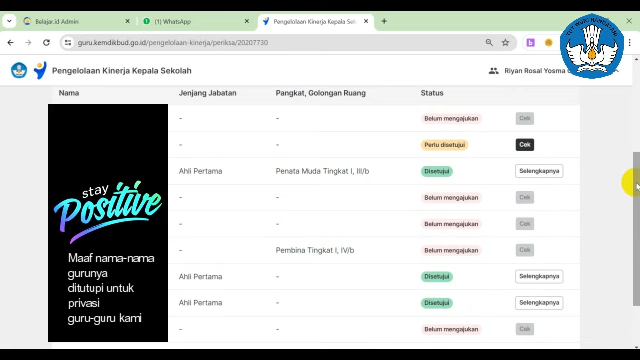 Belajar.id Admin
WhatsApp
Pengelolaan Kinerja Kepala Sek
guru.kemdikbud.go.id/pengelolaan-kinerja/periksa/20207730
TUT WURI HANDAYANI
Pengelolaan Kinerja Kepala Sekolah
Riyan Rosal Yosma
Nama Jenjang Jabatan Pangkat, Golongan Ruang Status
- - Belum mengajukan Cek
- - Perlu disetujui Cek
Ahli Pertama Penata Muda Tingkat I, III/b Disetujui Selengkapnya
- - Belum mengajukan Cek
- - Belum mengajukan Cek
- Pembina Tingkat I, IV/b Belum mengajukan Cek
Ahli Pertama - Disetujui Selengkapnya
Ahli Pertama - Disetujui Selengkapnya
- - Belum mengajukan Cek
stay
Positive
Maaf nama-nama
gurunya
ditutupi untuk
privasi
guru-guru kami